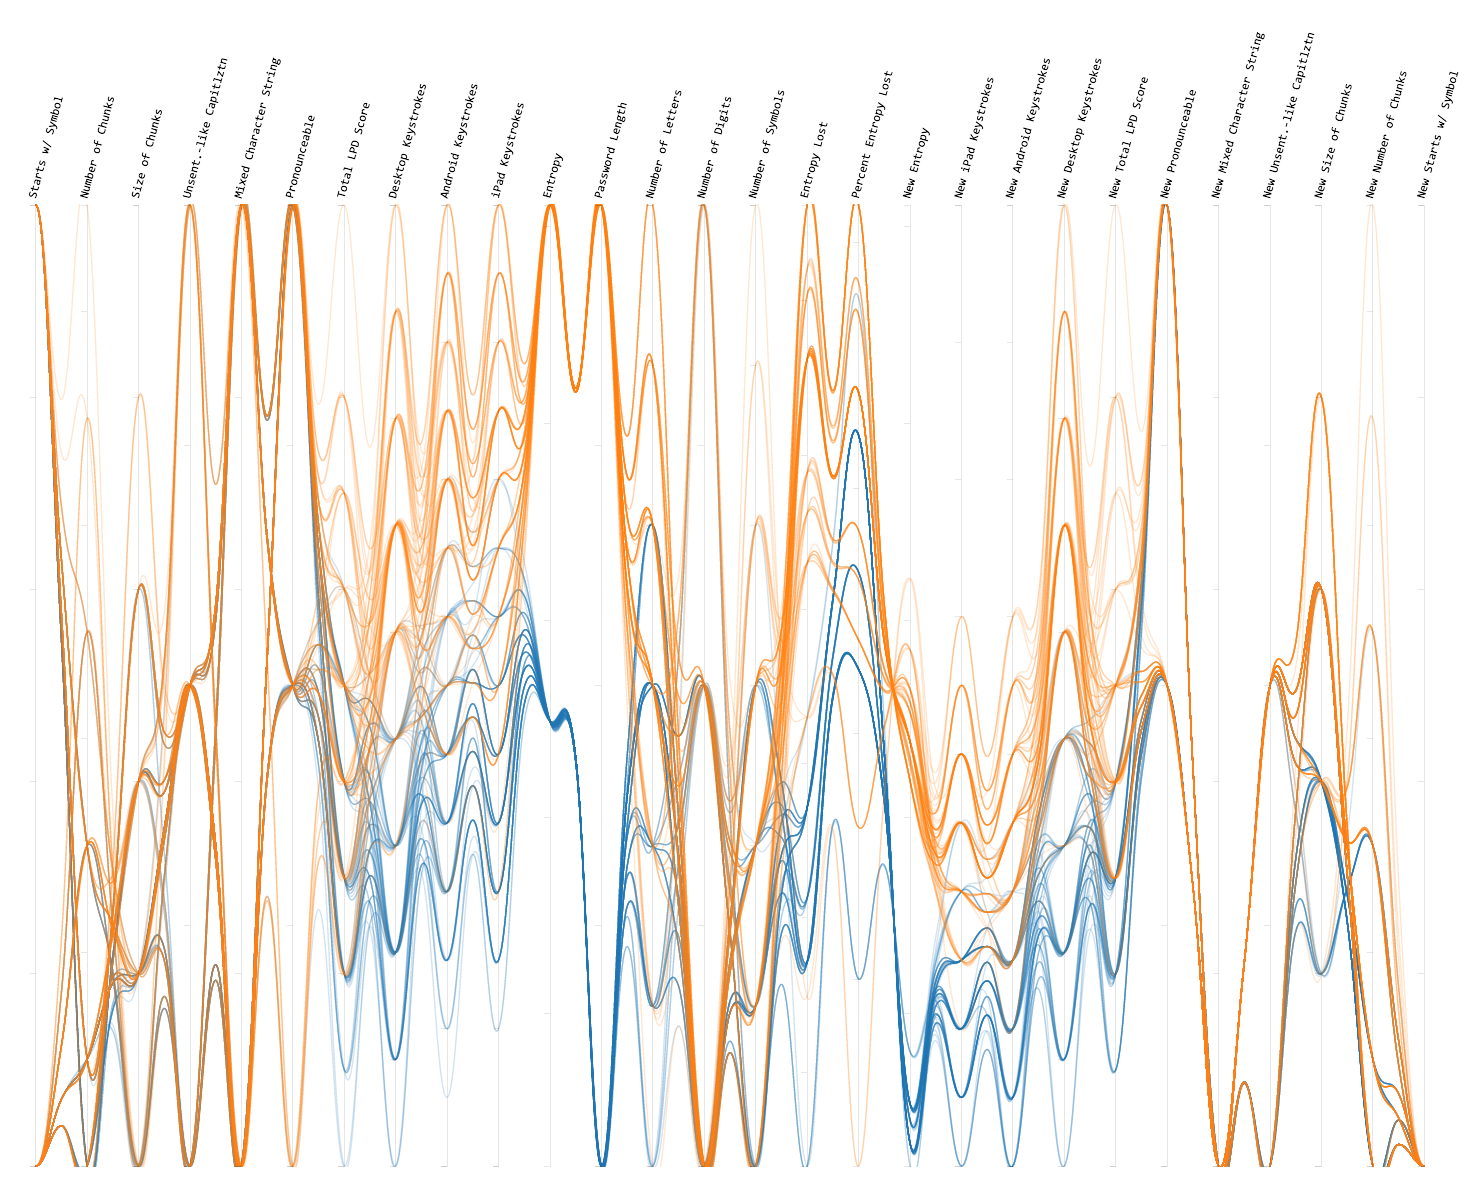 Starts w/ Symbol
Number of Chunks
Size of Chunks
Unsent.-like Capitlztn
Mixed Character String
Pronounceable
Total LPD Score
Desktop Keystrokes
Android Keystrokes
iPad Keystrokes
Entropy
Password Length
Number of Letters
Number of Digits
Number of Symbols
Entropy Lost
Percent Entropy Lost
New Entropy
New iPad Keystrokes
New Android Keystrokes
New Desktop Keystrokes
New Total LPD Score
New Pronounceable
New Mixed Character String
New Unsent.-like Capitlztn
New Size of Chunks
New Number of Chunks
New Starts w/ Symbol